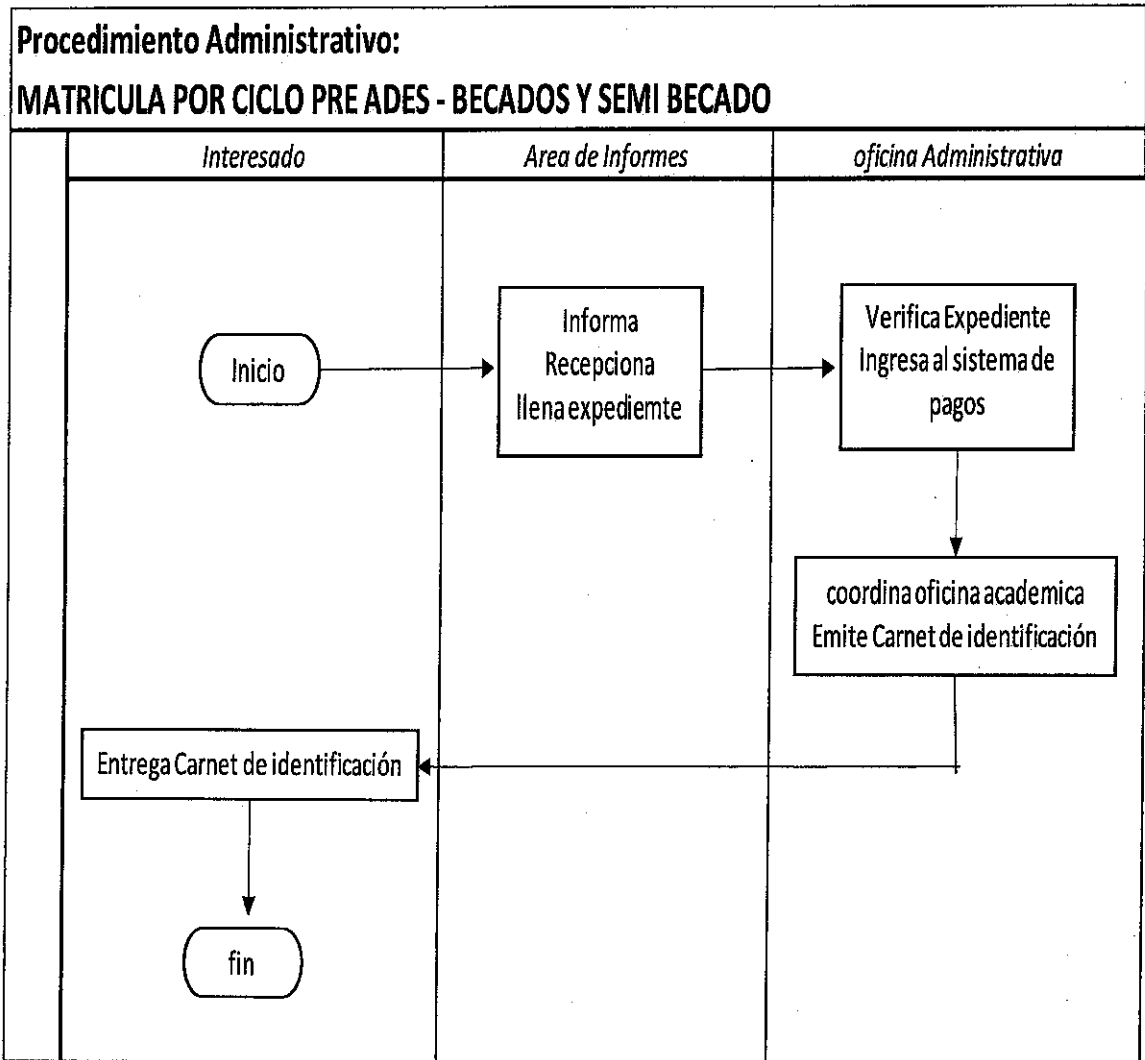 Procedimiento Administrativo:
MATRICULA POR CICLO PRE ADES - BECADOS Y SEMI BECADO
Interesado
Area de Informes
oficina Administrativa
Inicio
Informa
Recepciona
llena expediemte
Verifica Expediente
Ingresa al sistema de
pagos
coordina oficina academica
Emite Carnet de identificación
Entrega Carnet de identificación
fin